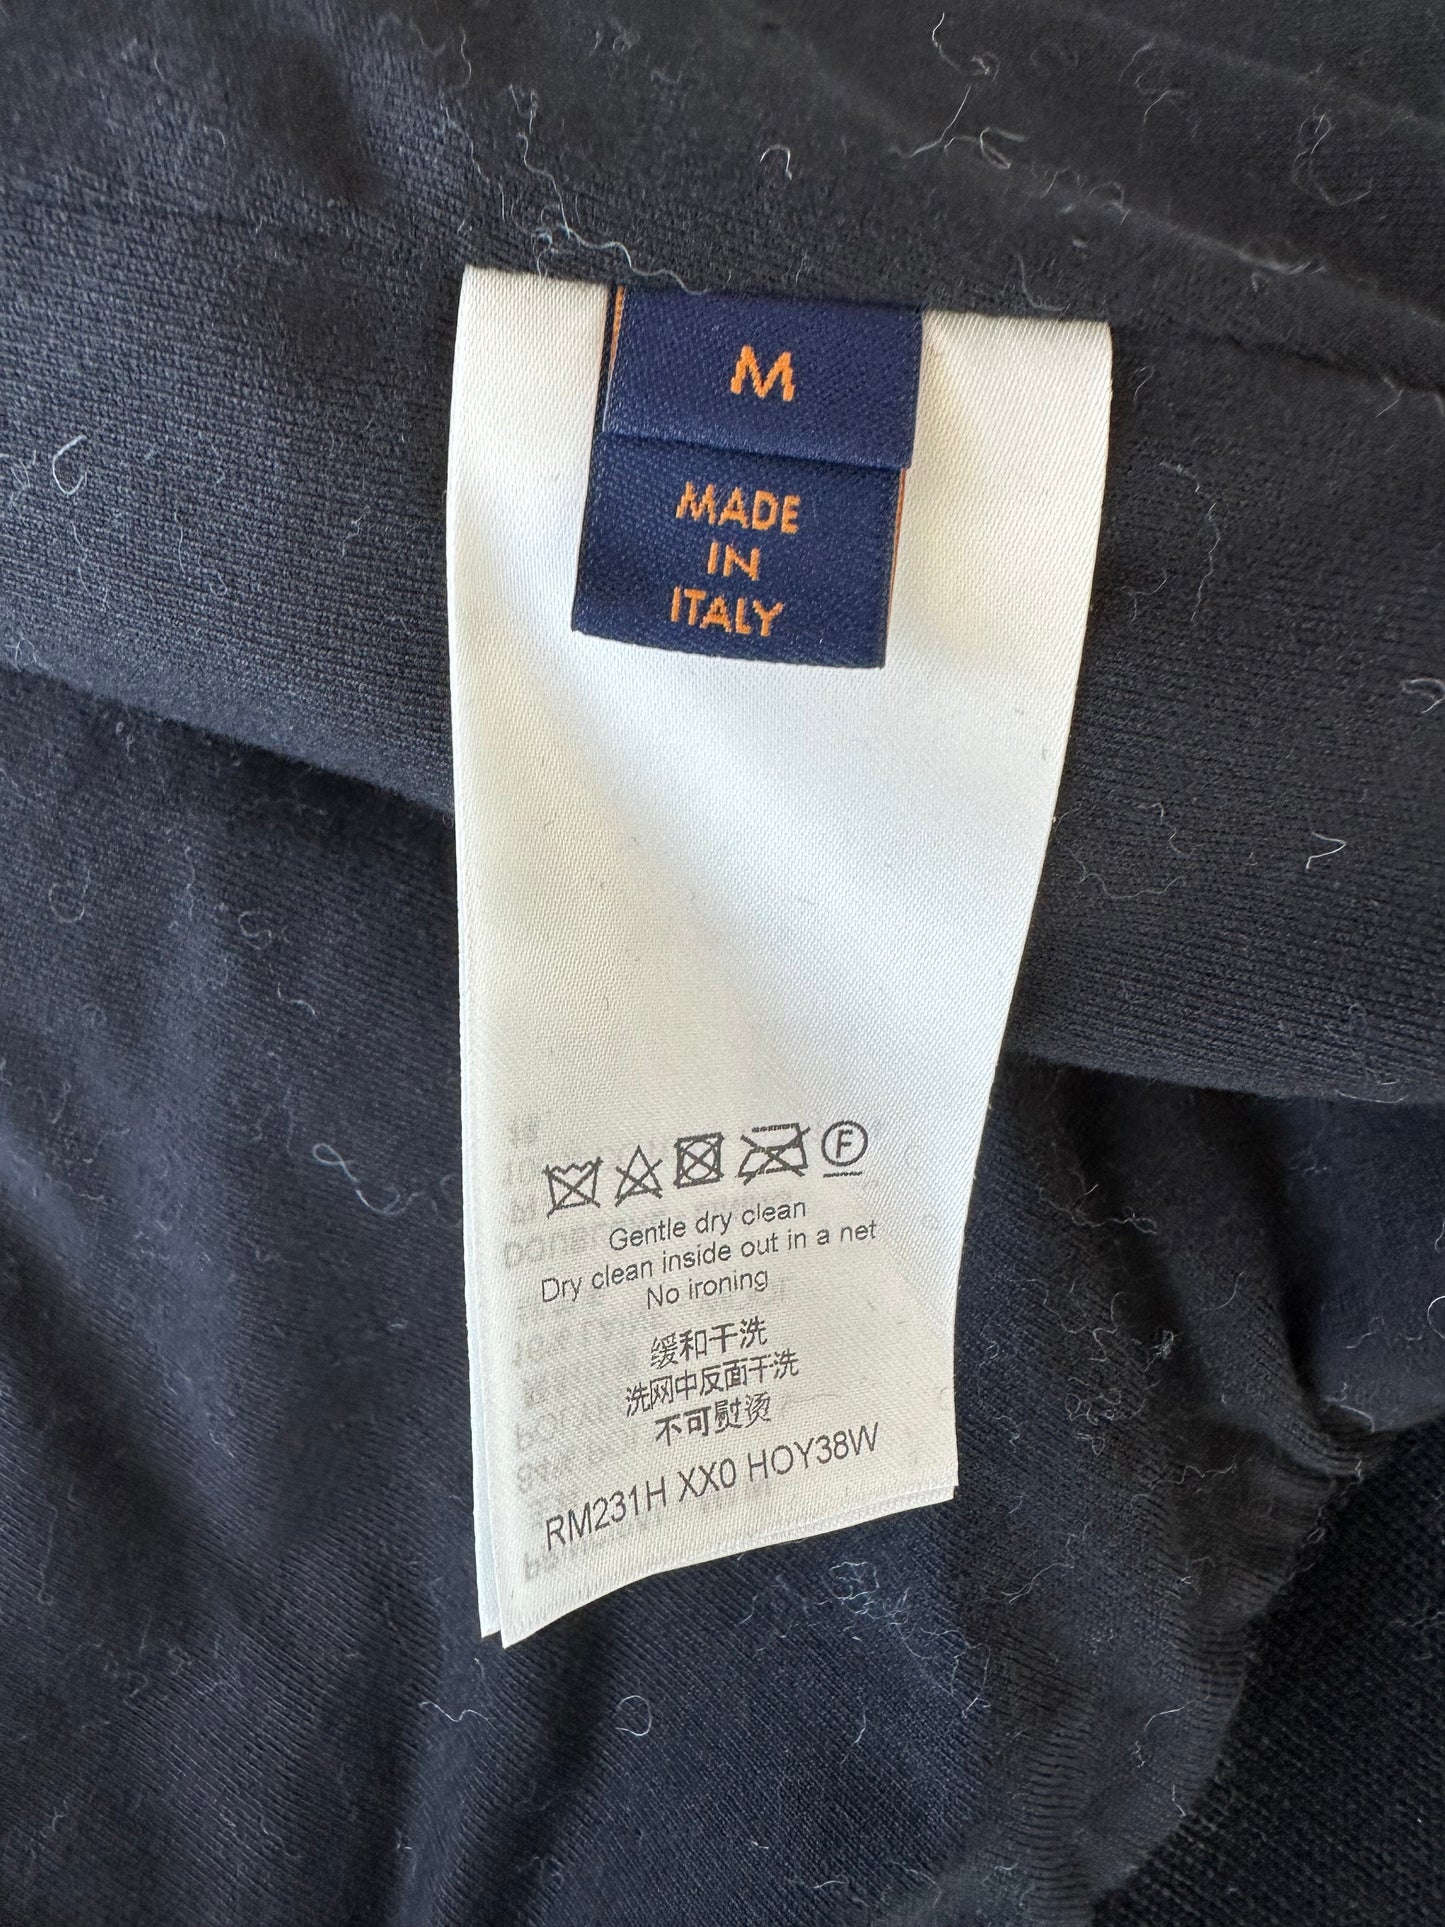 M
MADE
IN
ITALY
F
Gentle dry clean
Dry clean inside out in a net
No ironing
缓和干洗
洗网中反面干洗
不可熨烫
RM231H XX0 HOY38W